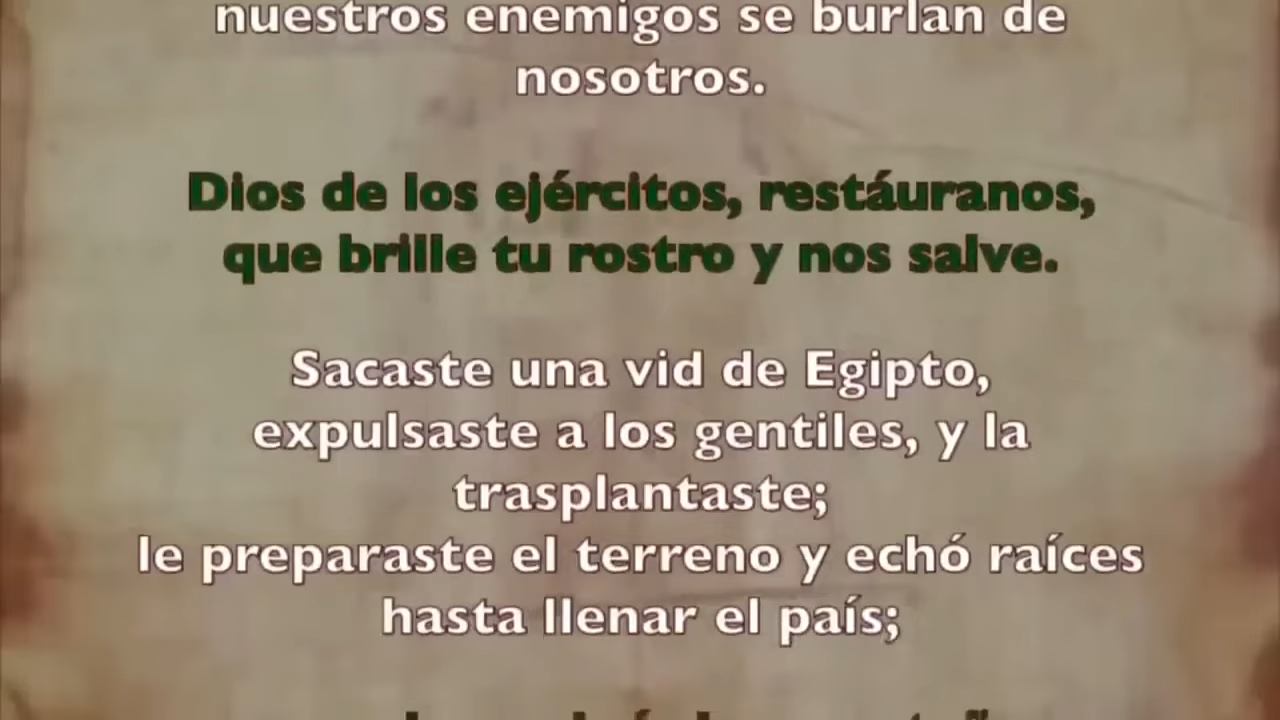 nuestros enemigos se burlan de
nosotros.
Dios de los ejércitos, restáuranos,
que brille tu rostro y nos salve.
Sacaste una vid de Egipto,
expulsaste a los gentiles, y la
trasplantaste;
le preparaste el terreno y echó raíces
hasta llenar el país;